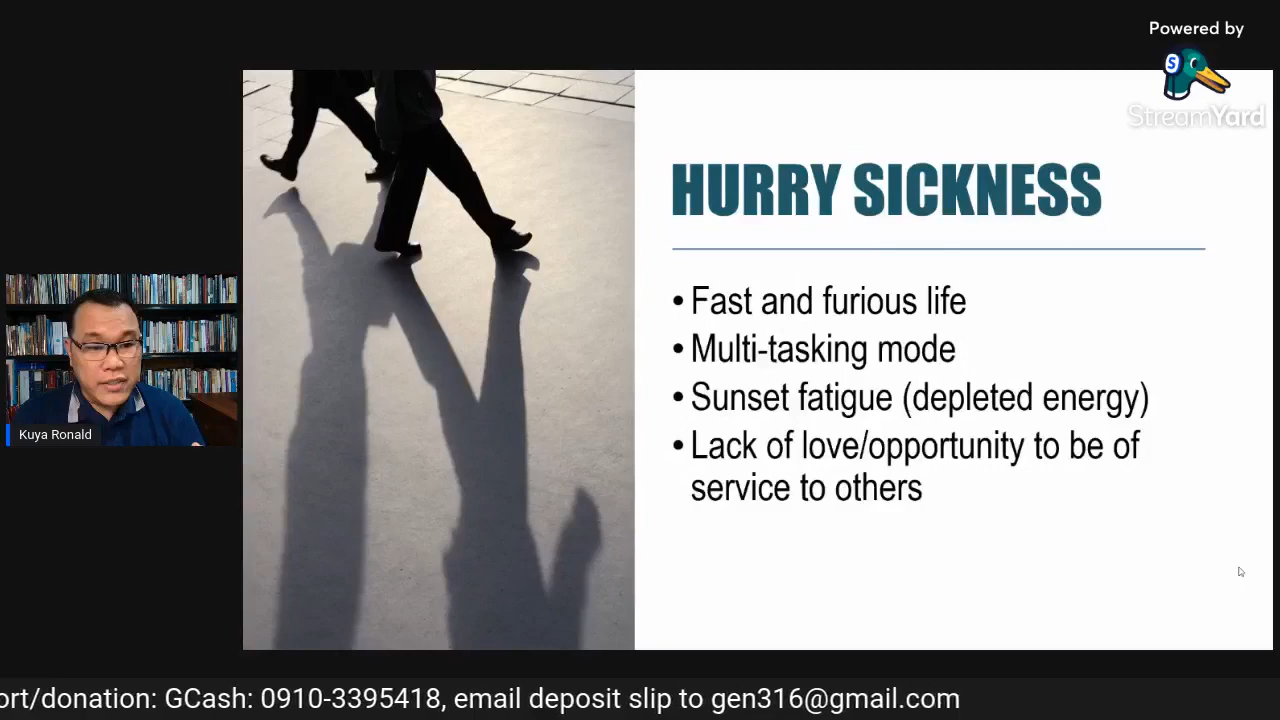 Powered by
StreamYard
HURRY SICKNESS
• Fast and furious life
• Multi-tasking mode
• Sunset fatigue (depleted energy)
• Lack of love/opportunity to be of
service to others
Kuya Ronald
ort/donation: GCash: 0910-3395418, email deposit slip to gen316@gmail.com